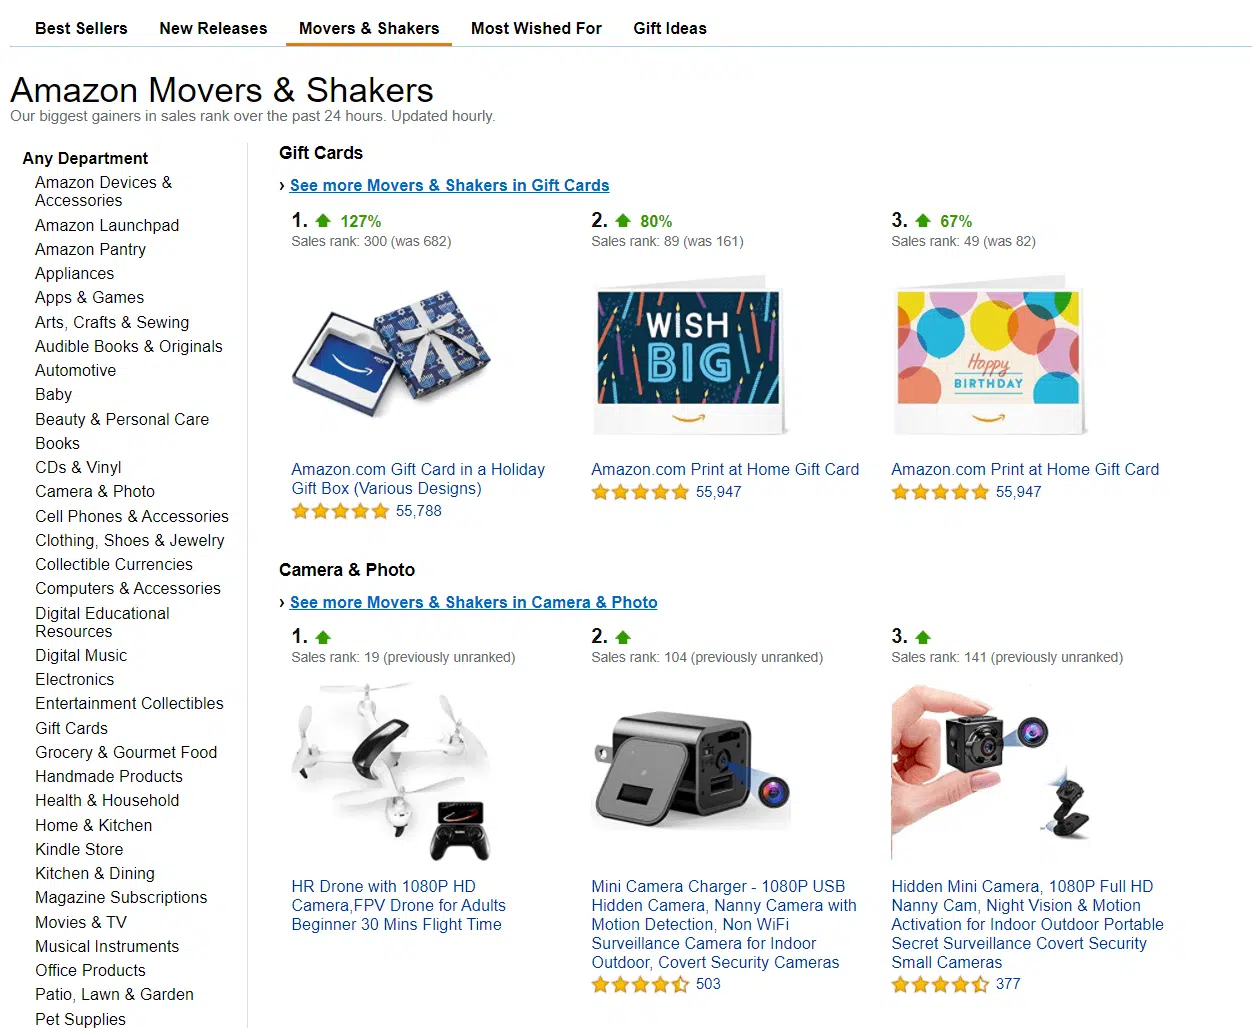 Best Sellers New Releases Movers & Shakers Most Wished For Gift Ideas
Amazon Movers & Shakers
Our biggest gainers in sales rank over the past 24 hours. Updated hourly.
Any Department
Amazon Devices &
Accessories
Amazon Launchpad
Amazon Pantry
Appliances
Apps & Games
Arts, Crafts & Sewing
Audible Books & Originals
Automotive
Baby
Beauty & Personal Care
Books
CDs & Vinyl
Camera & Photo
Cell Phones & Accessories
Clothing, Shoes & Jewelry
Collectible Currencies
Computers & Accessories
Digital Educational
Resources
Digital Music
Electronics
Entertainment Collectibles
Gift Cards
Grocery & Gourmet Food
Handmade Products
Health & Household
Home & Kitchen
Kindle Store
Kitchen & Dining
Magazine Subscriptions
Movies & TV
Musical Instruments
Office Products
Patio, Lawn & Garden
Pet Supplies
Gift Cards
› See more Movers & Shakers in Gift Cards
1. 127%
Sales rank: 300 (was 682)
Amazon.com Gift Card in a Holiday
Gift Box (Various Designs)
55,788
2. 80%
Sales rank: 89 (was 161)
WISH
BIG
Amazon.com Print at Home Gift Card
55,947
3. 67%
Sales rank: 49 (was 82)
Happy
BIRTHDAY
Amazon.com Print at Home Gift Card
55,947
Camera & Photo
› See more Movers & Shakers in Camera & Photo
1.
Sales rank: 19 (previously unranked)
HR Drone with 1080P HD
Camera,FPV Drone for Adults
Beginner 30 Mins Flight Time
2.
Sales rank: 104 (previously unranked)
Mini Camera Charger - 1080P USB
Hidden Camera, Nanny Camera with
Motion Detection, Non WiFi
Surveillance Camera for Indoor
Outdoor, Covert Security Cameras
503
3.
Sales rank: 141 (previously unranked)
Hidden Mini Camera, 1080P Full HD
Nanny Cam, Night Vision & Motion
Activation for Indoor Outdoor Portable
Secret Surveillance Covert Security
Small Cameras
377